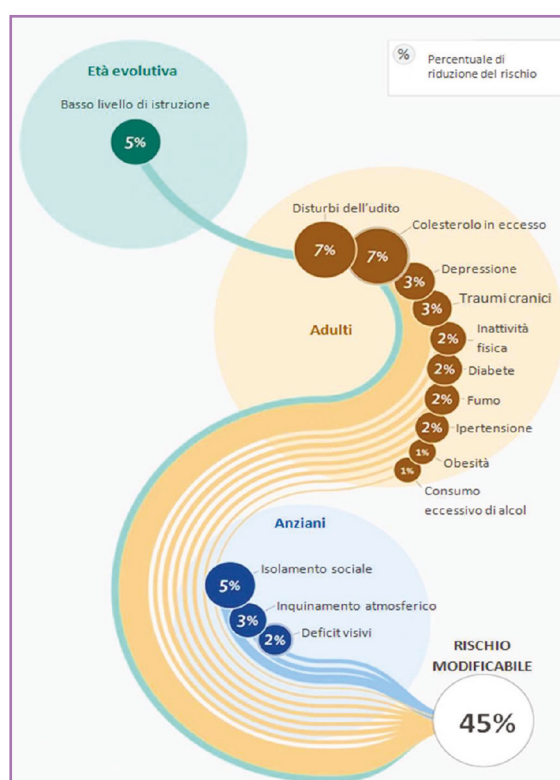 %
Percentuale di
riduzione del rischio
Età evolutiva
Basso livello di istruzione
5%
Disturbi dell'udito
7%
Colesterolo in eccesso
7%
Depressione
3%
Traumi cranici
3%
Adulti
Inattività
fisica
2%
Diabete
2%
Fumo
2%
Ipertensione
2%
Obesità
1%
Consumo
eccessivo di alcol
1%
Anziani
Isolamento sociale
5%
Inquinamento atmosferico
3%
Deficit visivi
2%
RISCHIO
MODIFICABILE
45%